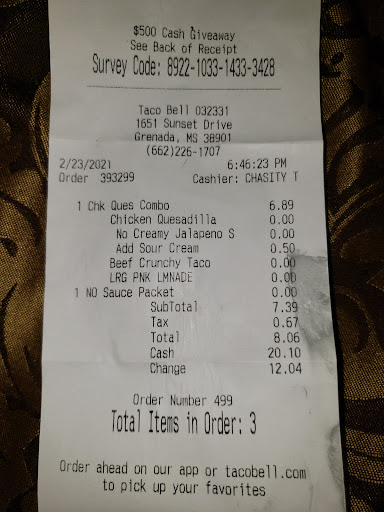 $500 Cash Giveaway
See Back of Receipt
Survey Code: 8922-1033-1433-3428
Taco Bell 032331
1651 Sunset Drive
Grenada, MS 38901
(662)226-1707
2/23/2021 6:46:23 PM
Order 393299 Cashier: CHASITY T
1 Chk Ques Combo 6.89
Chicken Quesadilla 0.00
No Creamy Jalapeno S 0.00
Add Sour Cream 0.50
Beef Crunchy Taco 0.00
LRG PNK LMNADE 0.00
1 NO Sauce Packet 0.00
SubTotal 7.39
Tax 0.67
Total 8.06
Cash 20.10
Change 12.04
Order Number 499
Total Items in Order: 3
Order ahead on our app or tacobell.com
to pick up your favorites